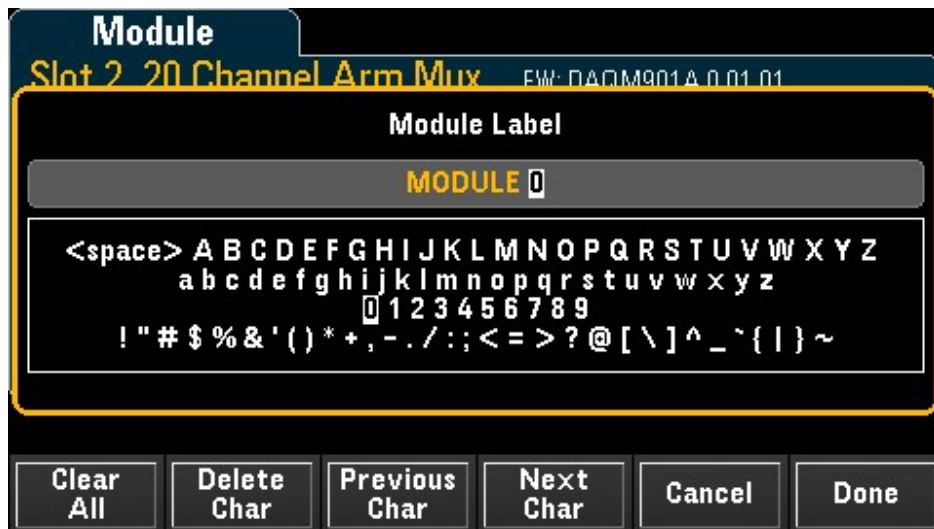 Module
Slot 2 20 Channel Arm Mux FW: DAQM901A 0.01.01
Module Label
MODULE 0
<space> A B C D E F G H I J K L M N O P Q R S T U V W X Y Z
a b c d e f g h i j k l m n o p q r s t u v w x y z
0 1 2 3 4 5 6 7 8 9
! " # $ % & ' ( ) * + , - . / : ; < = > ? @ [ \ ] ^ _ ` { | } ~
Clear All
Delete Char
Previous Char
Next Char
Cancel
Done